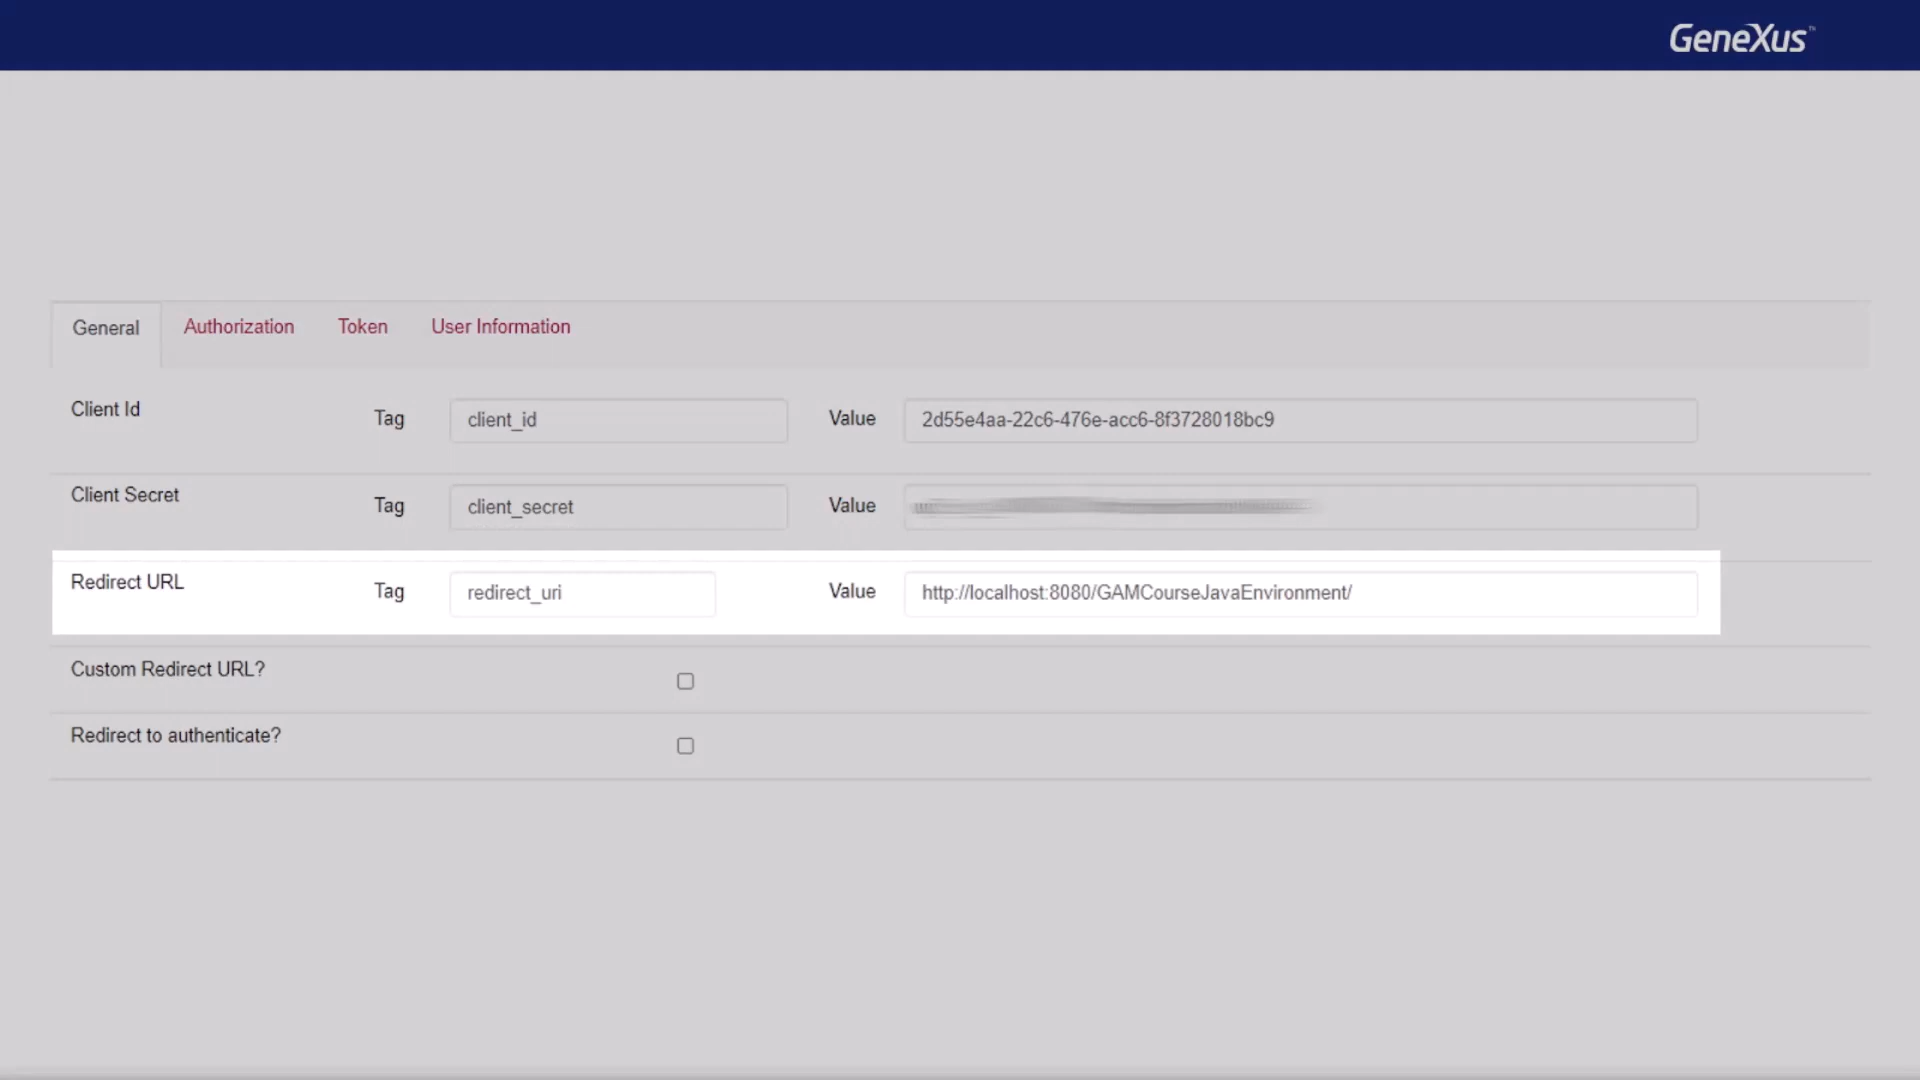 GeneXus™
General Authorization Token User Information
Client Id Tag client_id Value 2d55e4aa-22c6-476e-acc6-8f3728018bc9
Client Secret Tag client_secret Value
Redirect URL Tag redirect_uri Value http://localhost:8080/GAMCourseJavaEnvironment/
Custom Redirect URL?
Redirect to authenticate?